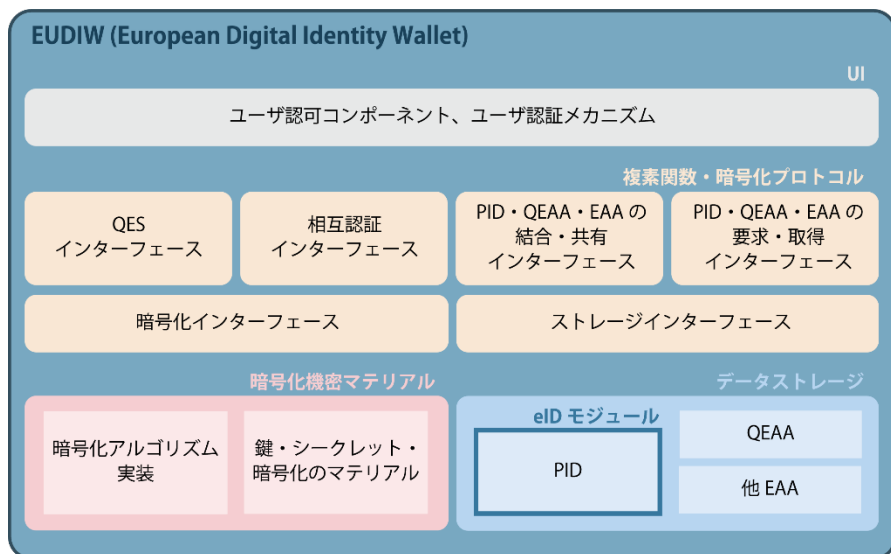 EUDIW (European Digital Identity Wallet)
UI
ユーザ認可コンポーネント、ユーザ認証メカニズム
複素関数・暗号化プロトコル
QES
インターフェース
相互認証
インターフェース
PID・QEAA・EAA の
結合・共有
インターフェース
PID・QEAA・EAA の
要求・取得
インターフェース
暗号化インターフェース
ストレージインターフェース
暗号化機密マテリアル
暗号化アルゴリズム
実装
鍵・シークレット・
暗号化のマテリアル
データストレージ
eID モジュール
PID
QEAA
他 EAA